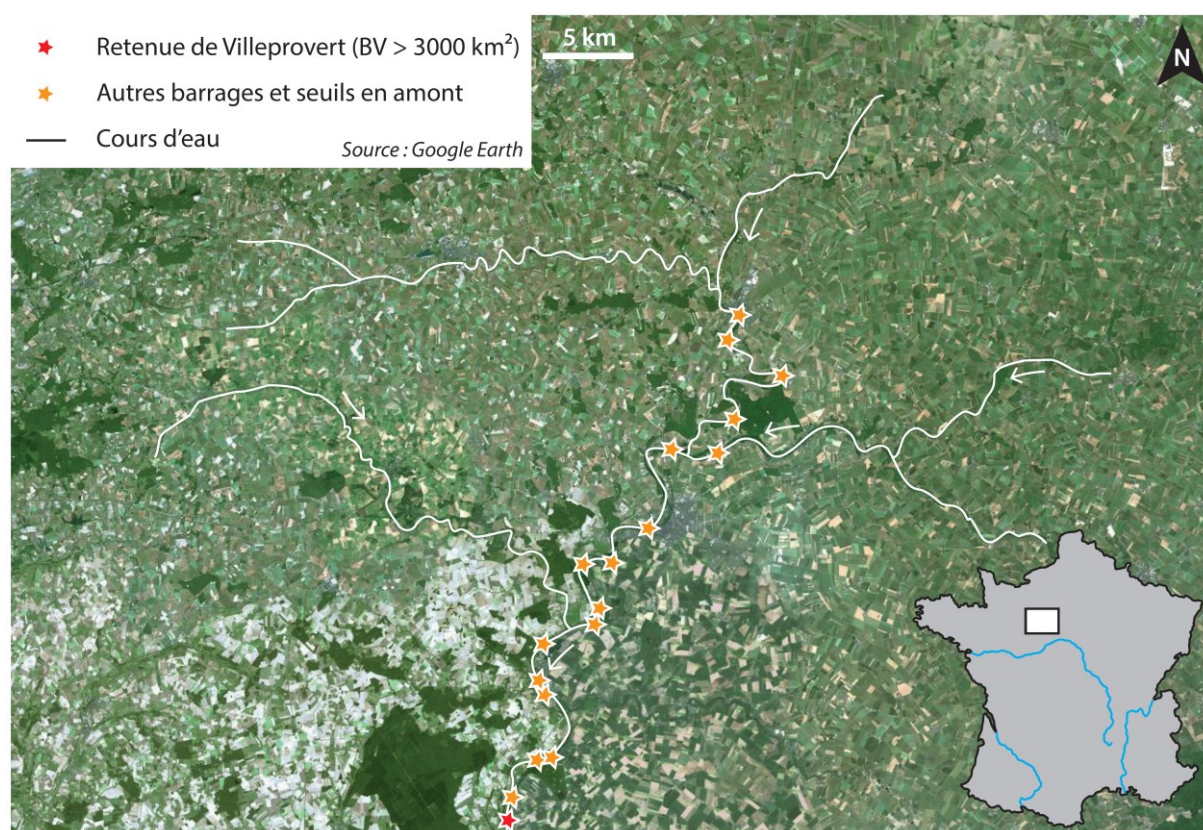 Retenue de Villeprovert (BV > 3000 km²)
Autres barrages et seuils en amont
Cours d'eau
Source : Google Earth
5 km
N